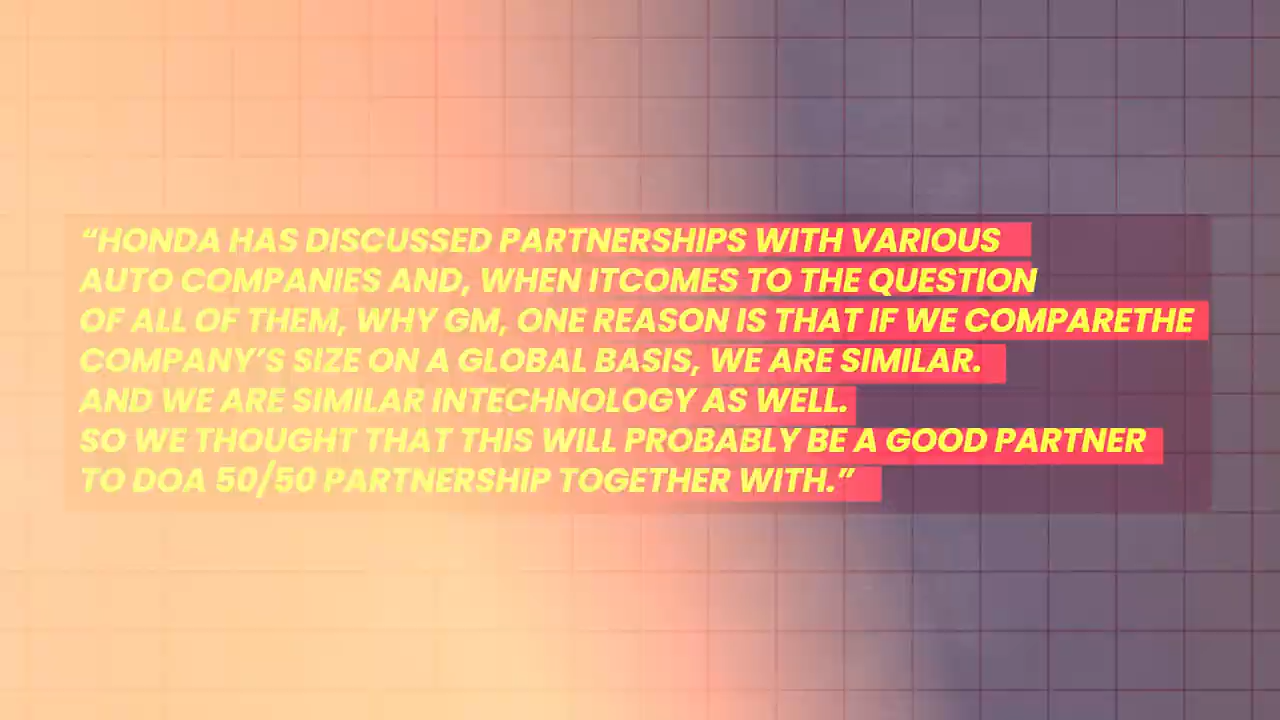 “HONDA HAS DISCUSSED PARTNERSHIPS WITH VARIOUS
AUTO COMPANIES AND, WHEN ITCOMES TO THE QUESTION
OF ALL OF THEM, WHY GM, ONE REASON IS THAT IF WE COMPARETHE
COMPANY’S SIZE ON A GLOBAL BASIS, WE ARE SIMILAR.
AND WE ARE SIMILAR INTECHNOLOGY AS WELL.
SO WE THOUGHT THAT THIS WILL PROBABLY BE A GOOD PARTNER
TO DOA 50/50 PARTNERSHIP TOGETHER WITH.”